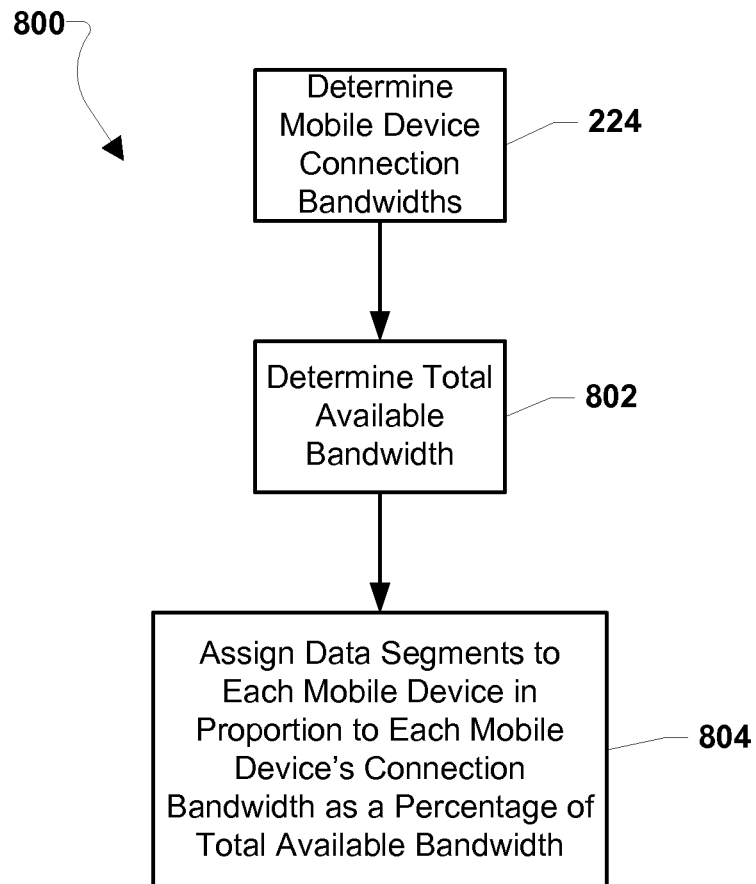 800
Determine
Mobile Device
Connection
Bandwidths
224
Determine Total
Available
Bandwidth
802
Assign Data Segments to
Each Mobile Device in
Proportion to Each Mobile
Device's Connection
Bandwidth as a Percentage of
Total Available Bandwidth
804